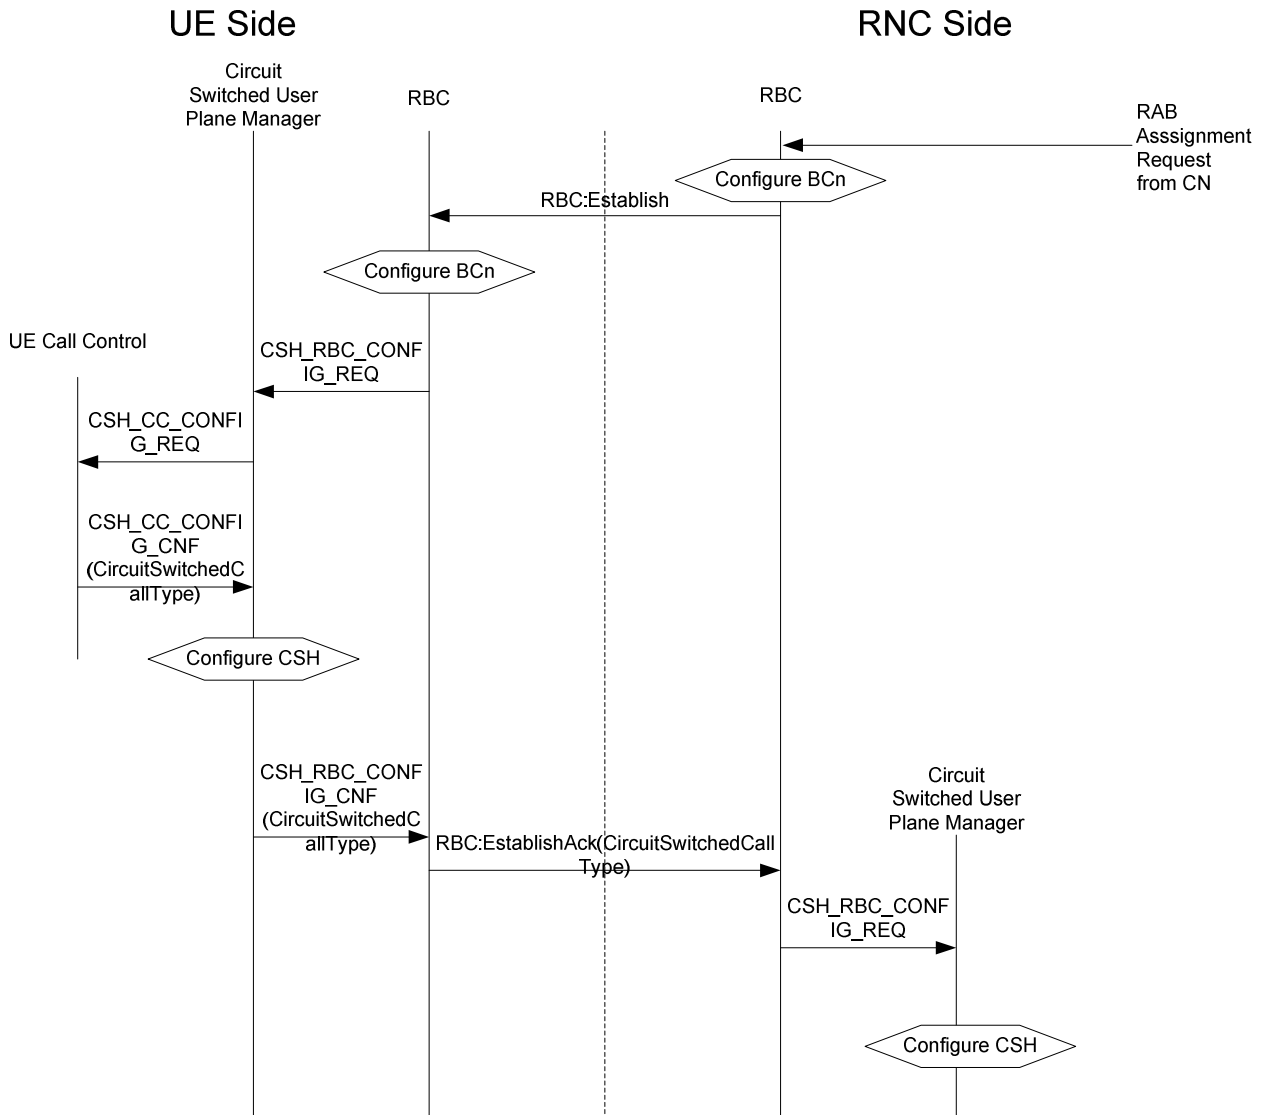 UE Side
RNC Side
Circuit
Switched User
Plane Manager
RBC
RBC
RAB
Asssignment
Request
from CN
Configure BCn
RBC:Establish
Configure BCn
UE Call Control
CSH_RBC_CONF
IG_REQ
CSH_CC_CONFI
G_REQ
CSH_CC_CONFI
G_CNF
(CircuitSwitchedC
allType)
Configure CSH
CSH_RBC_CONF
IG_CNF
(CircuitSwitchedC
allType)
RBC:EstablishAck(CircuitSwitchedCall
Type)
Circuit
Switched User
Plane Manager
CSH_RBC_CONF
IG_REQ
Configure CSH